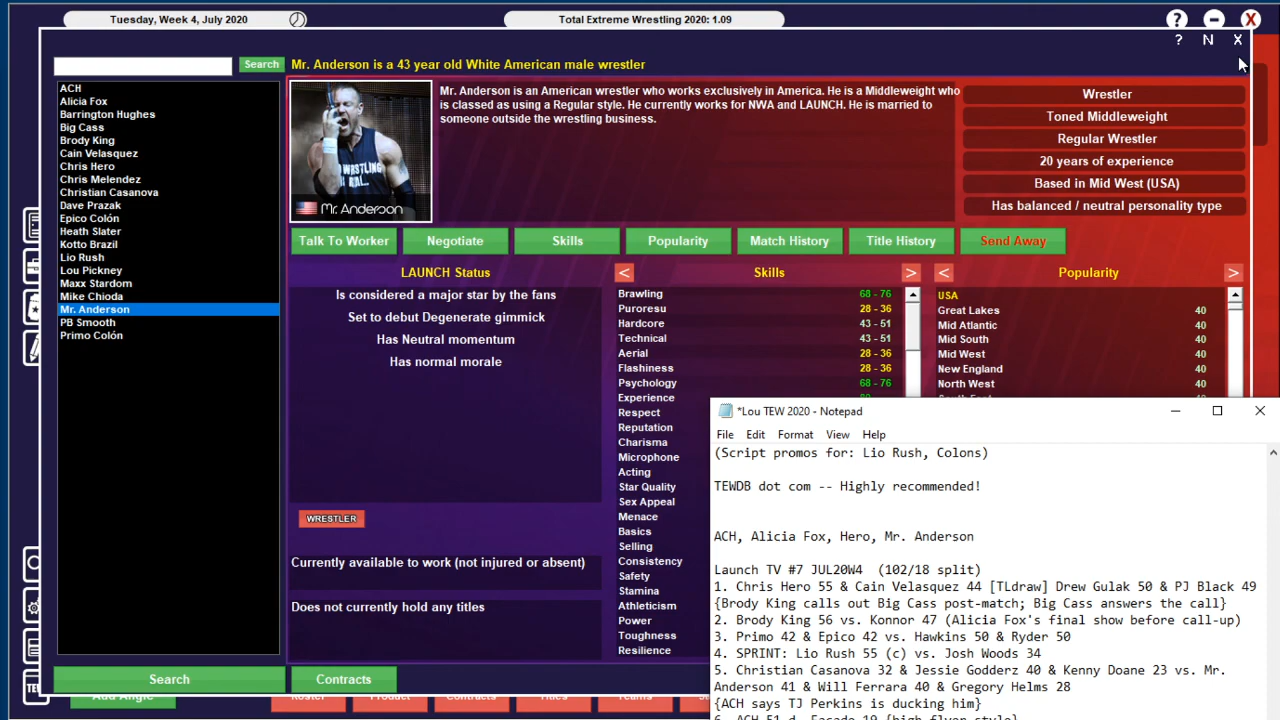 Tuesday, Week 4, July 2020
Total Extreme Wrestling 2020: 1.09
? − X
? N X
Search
Mr. Anderson is a 43 year old White American male wrestler
ACH
Alicia Fox
Barrington Hughes
Big Cass
Brody King
Cain Velasquez
Chris Hero
Chris Melendez
Christian Casanova
Dave Prazak
Epico Colón
Heath Slater
Kotto Brazil
Lio Rush
Lou Pickney
Maxx Stardom
Mike Chioda
Mr. Anderson
PB Smooth
Primo Colón
Mr. Anderson
Mr. Anderson is an American wrestler who works exclusively in America. He is a Middleweight who
is classed as using a Regular style. He currently works for NWA and LAUNCH. He is married to
someone outside the wrestling business.
Wrestler
Toned Middleweight
Regular Wrestler
20 years of experience
Based in Mid West (USA)
Has balanced / neutral personality type
Talk To Worker Negotiate Skills Popularity Match History Title History Send Away
LAUNCH Status
Is considered a major star by the fans
Set to debut Degenerate gimmick
Has Neutral momentum
Has normal morale
WRESTLER
Currently available to work (not injured or absent)
Does not currently hold any titles
< Skills >
Brawling 68 - 76
Puroresu 28 - 36
Hardcore 43 - 51
Technical 43 - 51
Aerial 28 - 36
Flashiness 28 - 36
Psychology 68 - 76
Experience
Respect
Reputation
Charisma
Microphone
Acting
Star Quality
Sex Appeal
Menace
Basics
Selling
Consistency
Safety
Stamina
Athleticism
Power
Toughness
Resilience
< Popularity >
USA
Great Lakes 40
Mid Atlantic 40
Mid South 40
Mid West 40
New England 40
North West 40
*Lou TEW 2020 - Notepad
File Edit Format View Help
(Script promos for: Lio Rush, Colons)
TEWDB dot com -- Highly recommended!
ACH, Alicia Fox, Hero, Mr. Anderson
Launch TV #7 JUL20W4 (102/18 split)
1. Chris Hero 55 & Cain Velasquez 44 [TLdraw] Drew Gulak 50 & PJ Black 49
{Brody King calls out Big Cass post-match; Big Cass answers the call}
2. Brody King 56 vs. Konnor 47 (Alicia Fox's final show before call-up)
3. Primo 42 & Epico 42 vs. Hawkins 50 & Ryder 50
4. SPRINT: Lio Rush 55 (c) vs. Josh Woods 34
5. Christian Casanova 32 & Jessie Godderz 40 & Kenny Doane 23 vs. Mr.
Anderson 41 & Will Ferrara 40 & Gregory Helms 28
{ACH says TJ Perkins is ducking him}
6. ACH 51 d. Facade 19 {high flyer style}
Search Contracts
Add Angle Roster Product Contracts Titles Teams